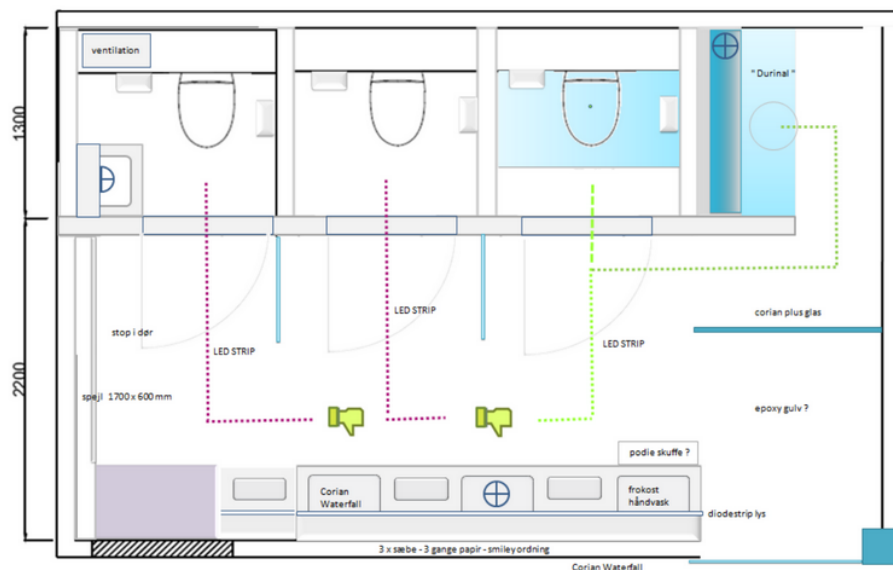 ventilation
" Durinal "
1300
LED STRIP
corian plus glas
stop i dør
LED STRIP
LED STRIP
2200
spejl 1700 x 600 mm
epoxy gulv ?
podie skuffe ?
Corian
Waterfall
frokost
håndvask
diodestrip lys
3 x sæbe - 3 gange papir - smileyordning
Corian Waterfall